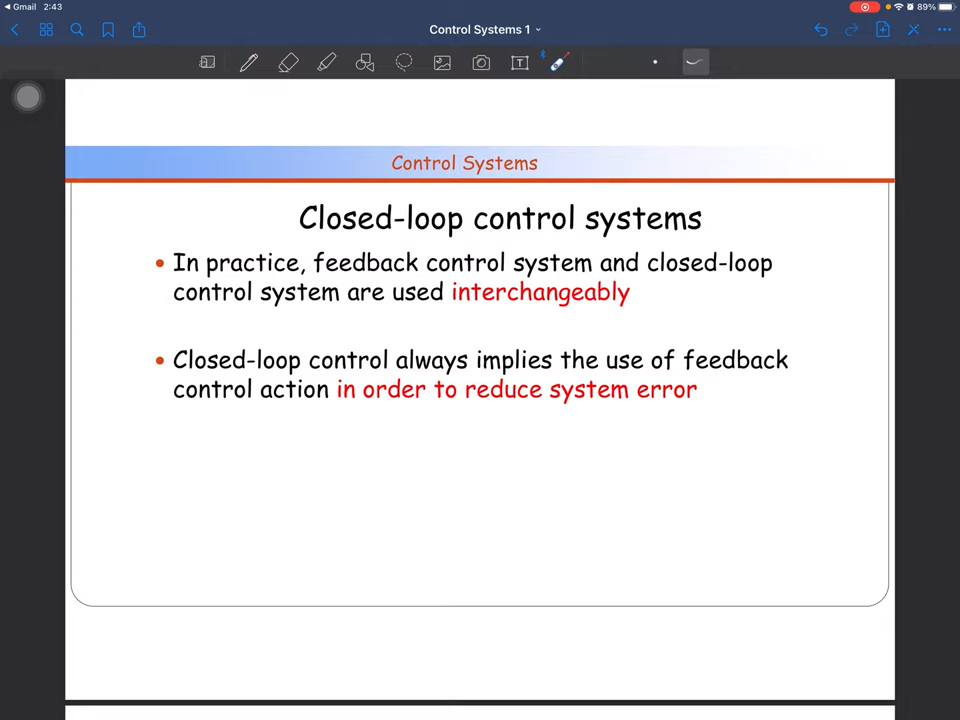 Gmail 2:43
89%
Control Systems 1
Control Systems
Closed-loop control systems
• In practice, feedback control system and closed-loop
control system are used interchangeably
• Closed-loop control always implies the use of feedback
control action in order to reduce system error